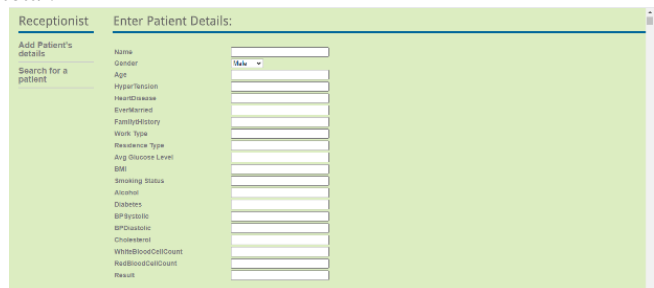 Receptionist
Add Patient's
details
Search for a
patient
Enter Patient Details:
Name
Gender Male
Age
HyperTension
HeartDisease
EverMarried
FamilytHistory
Work Type
Residence Type
Avg Glucose Level
BMI
Smoking Status
Alcohol
Diabetes
BPSystolic
BPDiastolic
Cholesterol
WhiteBloodCellCount
RedBloodCellCount
Result